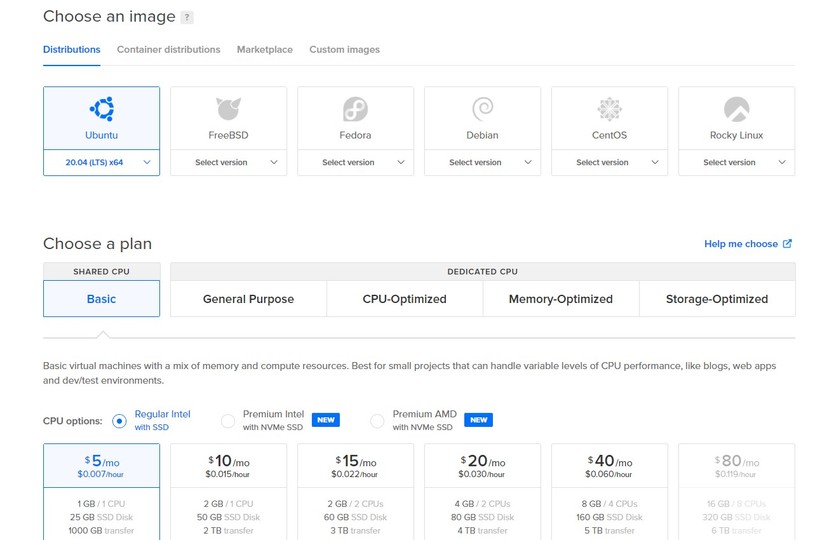 Choose an image ?
Distributions Container distributions Marketplace Custom images
Ubuntu FreeBSD Fedora Debian CentOS Rocky Linux
20.04 (LTS) x64 Select version Select version Select version Select version Select version
Choose a plan Help me choose
SHARED CPU DEDICATED CPU
Basic General Purpose CPU-Optimized Memory-Optimized Storage-Optimized
Basic virtual machines with a mix of memory and compute resources. Best for small projects that can handle variable levels of CPU performance, like blogs, web apps
and dev/test environments.
CPU options: Regular Intel Premium Intel NEW Premium AMD NEW
with SSD with NVMe SSD with NVMe SSD
$5/mo $10/mo $15/mo $20/mo $40/mo $80/mo
$0.007/hour $0.015/hour $0.022/hour $0.030/hour $0.060/hour $0.119/hour
1 GB / 1 CPU 2 GB / 1 CPU 2 GB / 2 CPUs 4 GB / 2 CPUs 8 GB / 4 CPUs 16 GB / 8 CPUs
25 GB SSD Disk 50 GB SSD Disk 60 GB SSD Disk 80 GB SSD Disk 160 GB SSD Disk 320 GB SSD Disk
1000 GB transfer 2 TB transfer 3 TB transfer 4 TB transfer 5 TB transfer 6 TB transfer